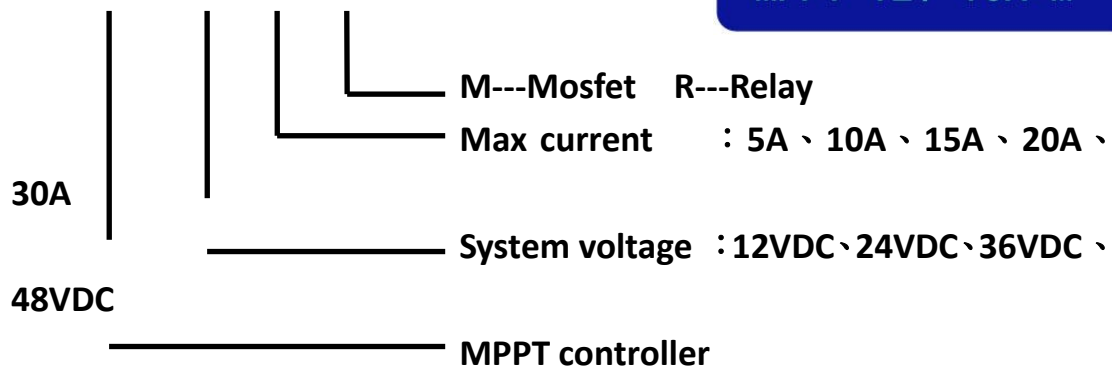 M---Mosfet R---Relay
Max current ：5A、10A、15A、20A、
30A
System voltage ：12VDC、24VDC、36VDC、
48VDC
MPPT controller